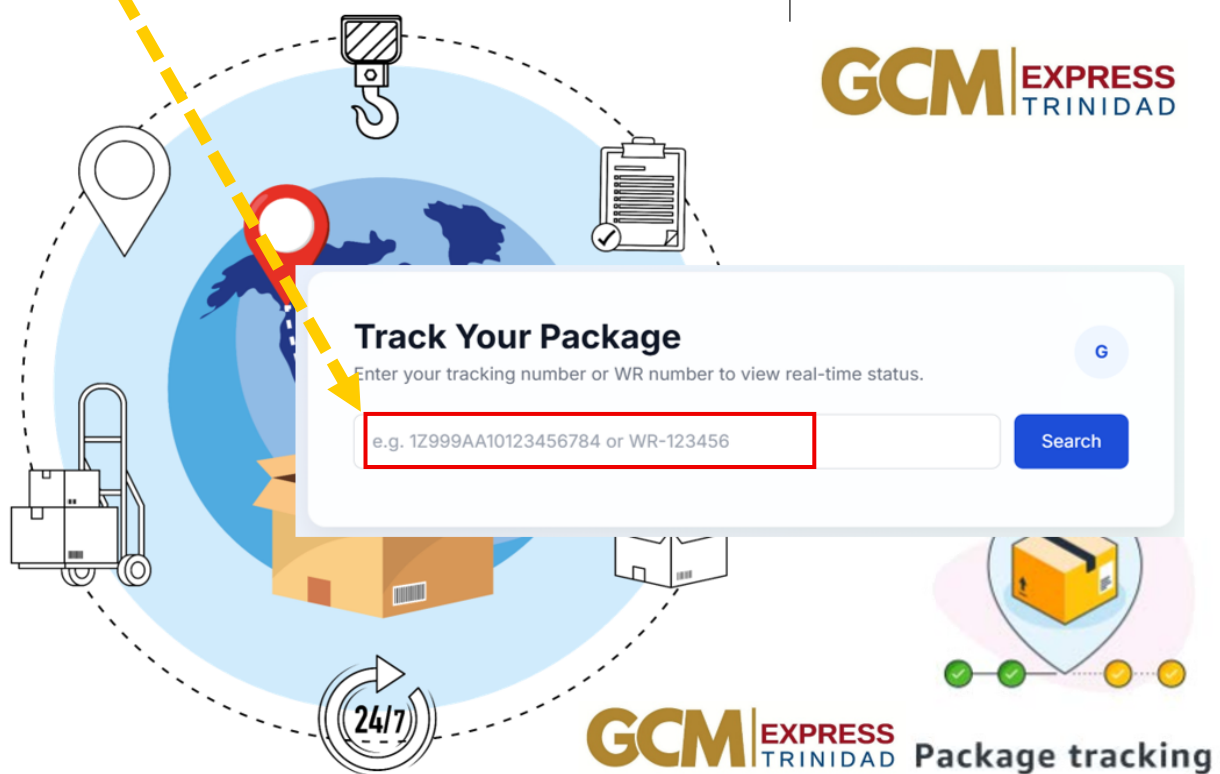 GCM EXPRESS
TRINIDAD
Track Your Package
G
Enter your tracking number or WR number to view real-time status.
e.g. 1Z999AA10123456784 or WR-123456
Search
24/7
GCM EXPRESS
TRINIDAD
Package tracking